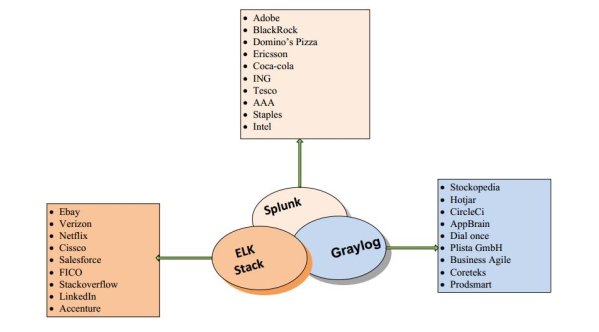 • Adobe
• BlackRock
• Domino's Pizza
• Ericsson
• Coca-cola
• ING
• Tesco
• AAA
• Staples
• Intel
Splunk
ELK
Stack
Graylog
• Ebay
• Verizon
• Netflix
• Cissco
• Salesforce
• FICO
• Stackoverflow
• LinkedIn
• Accenture
• Stockopedia
• Hotjar
• CircleCi
• AppBrain
• Dial once
• Plista GmbH
• Business Agile
• Coreteks
• Prodsmart